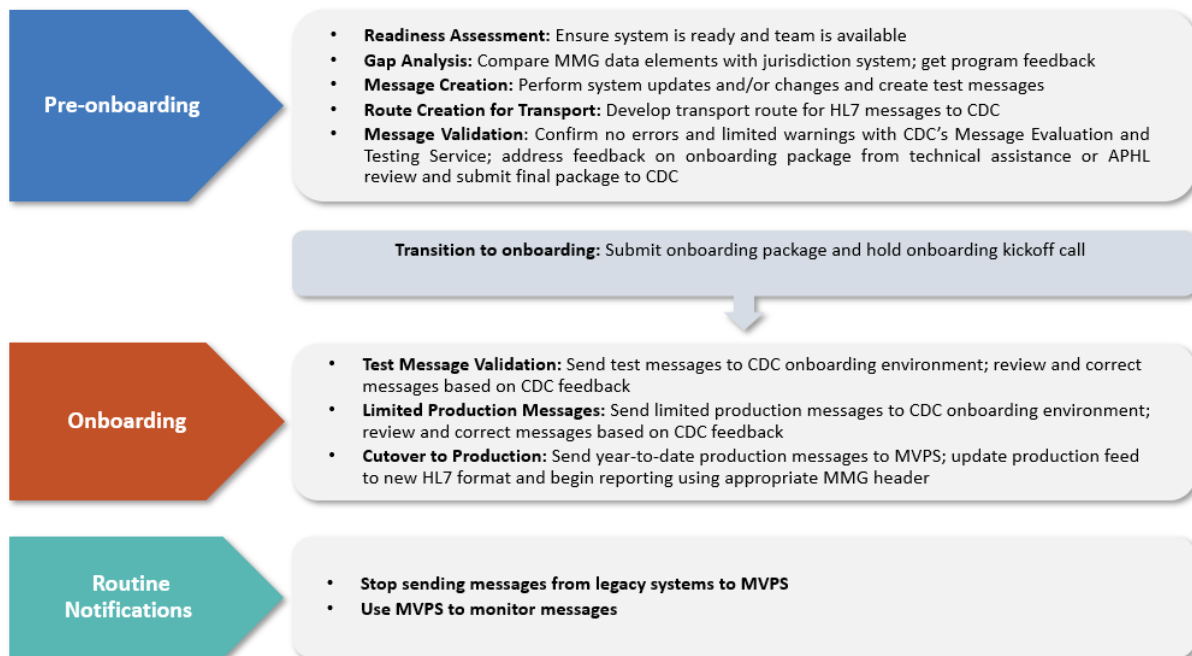 Pre-onboarding
• Readiness Assessment: Ensure system is ready and team is available
• Gap Analysis: Compare MMG data elements with jurisdiction system; get program feedback
• Message Creation: Perform system updates and/or changes and create test messages
• Route Creation for Transport: Develop transport route for HL7 messages to CDC
• Message Validation: Confirm no errors and limited warnings with CDC’s Message Evaluation and
Testing Service; address feedback on onboarding package from technical assistance or APHL
review and submit final package to CDC
Transition to onboarding: Submit onboarding package and hold onboarding kickoff call
Onboarding
• Test Message Validation: Send test messages to CDC onboarding environment; review and correct
messages based on CDC feedback
• Limited Production Messages: Send limited production messages to CDC onboarding environment;
review and correct messages based on CDC feedback
• Cutover to Production: Send year-to-date production messages to MVPS; update production feed
to new HL7 format and begin reporting using appropriate MMG header
Routine
Notifications
• Stop sending messages from legacy systems to MVPS
• Use MVPS to monitor messages